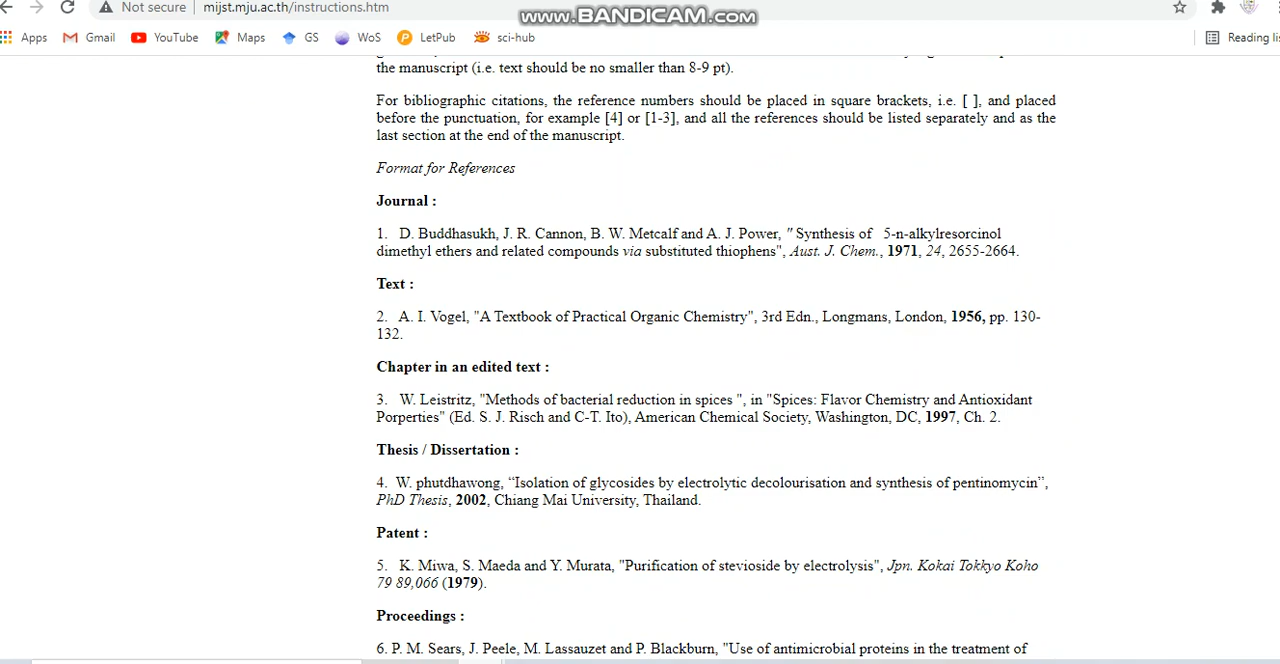 Not secure mijst.mju.ac.th/instructions.htm
www.BANDICAM.com
Apps Gmail YouTube Maps GS WoS LetPub sci-hub Reading lis
the manuscript (i.e. text should be no smaller than 8-9 pt).
For bibliographic citations, the reference numbers should be placed in square brackets, i.e. [ ], and placed
before the punctuation, for example [4] or [1-3], and all the references should be listed separately and as the
last section at the end of the manuscript.
Format for References
Journal :
1. D. Buddhasukh, J. R. Cannon, B. W. Metcalf and A. J. Power, " Synthesis of 5-n-alkylresorcinol
dimethyl ethers and related compounds via substituted thiophens", Aust. J. Chem., 1971, 24, 2655-2664.
Text :
2. A. I. Vogel, "A Textbook of Practical Organic Chemistry", 3rd Edn., Longmans, London, 1956, pp. 130-
132.
Chapter in an edited text :
3. W. Leistritz, "Methods of bacterial reduction in spices ", in "Spices: Flavor Chemistry and Antioxidant
Porperties" (Ed. S. J. Risch and C-T. Ito), American Chemical Society, Washington, DC, 1997, Ch. 2.
Thesis / Dissertation :
4. W. phutdhawong, “Isolation of glycosides by electrolytic decolourisation and synthesis of pentinomycin”,
PhD Thesis, 2002, Chiang Mai University, Thailand.
Patent :
5. K. Miwa, S. Maeda and Y. Murata, "Purification of stevioside by electrolysis", Jpn. Kokai Tokkyo Koho
79 89,066 (1979).
Proceedings :
6. P. M. Sears, J. Peele, M. Lassauzet and P. Blackburn, "Use of antimicrobial proteins in the treatment of